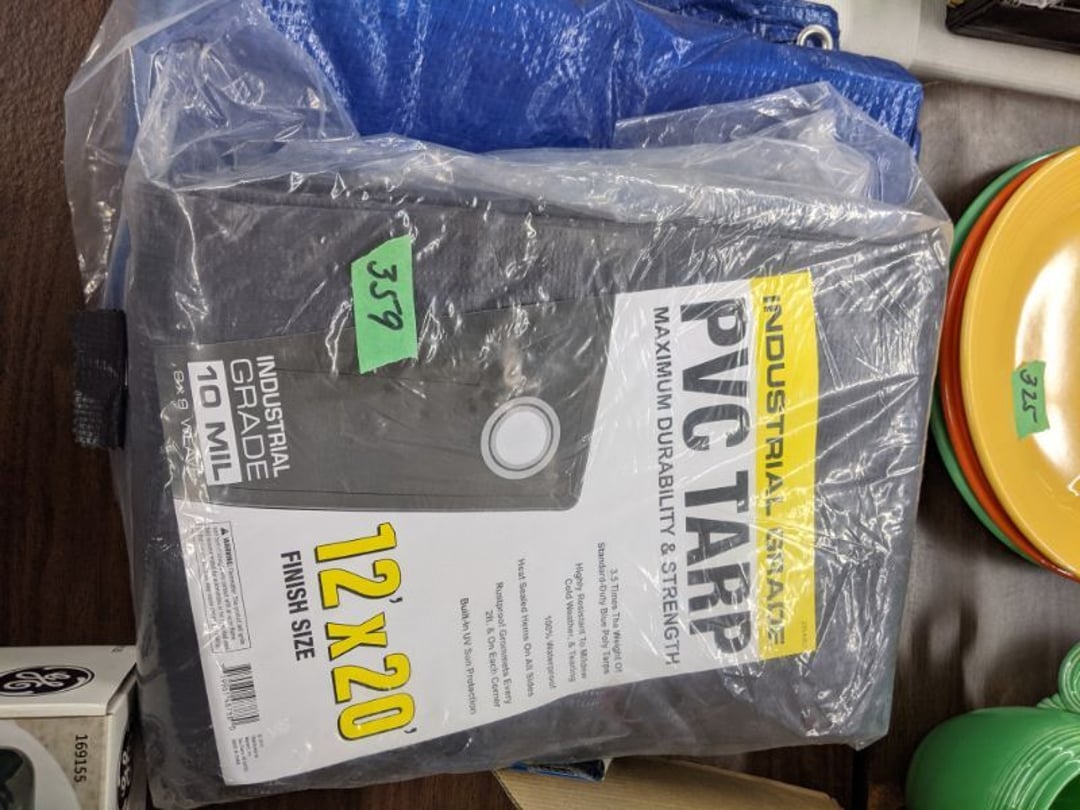 INDUSTRIAL GRADE
PVC TARP
MAXIMUM DURABILITY & STRENGTH
3.5 Times The Weight Of
Standard-Duty Blue Poly Tarps
Highly Resistant To Mildew
Cold Weather, & Tearing
100% Waterproof
Heat Sealed Hems On All Sides
Rustproof Grommets Every
2ft. & On Each Corner
Built-In UV Sun Protection
359
INDUSTRIAL
GRADE
10 MIL
12' x 20'
FINISH SIZE
WARNING:
325
GE
169155